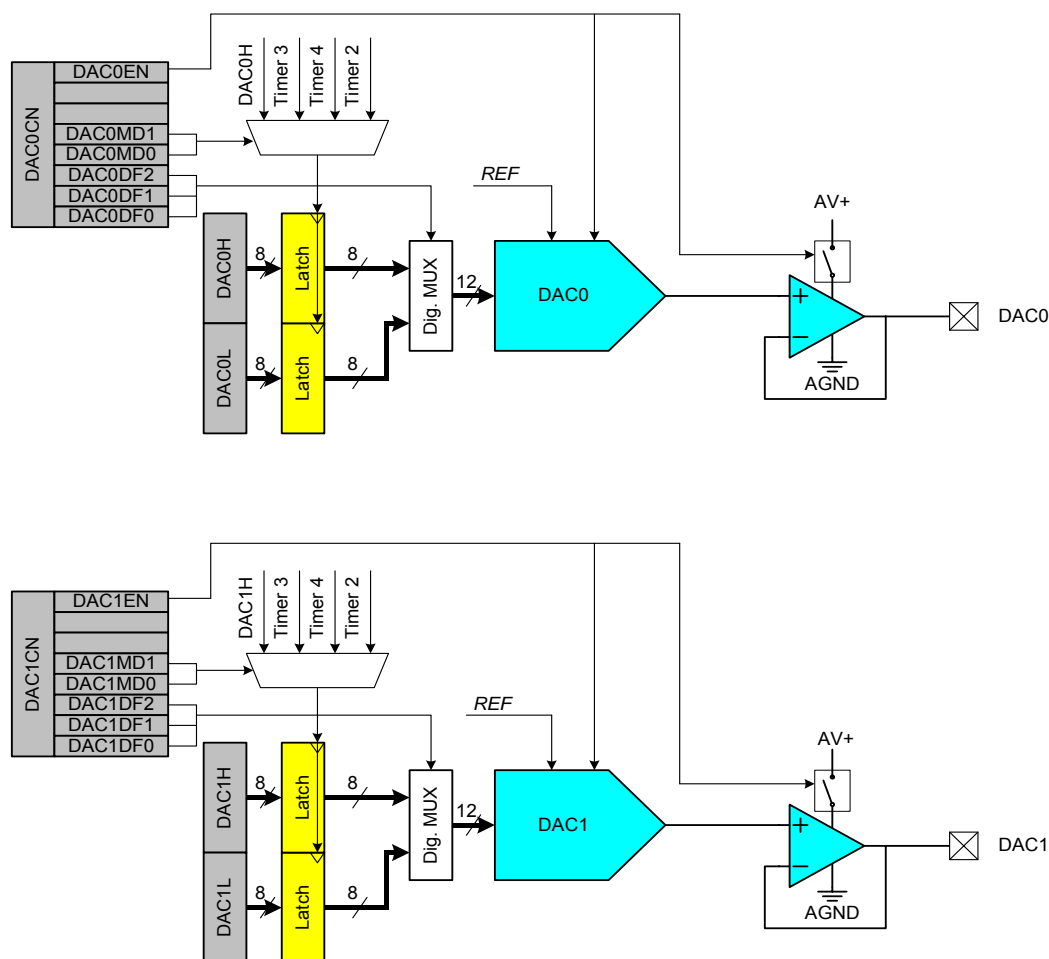 DAC0CN
DAC0EN
DAC0MD1
DAC0MD0
DAC0DF2
DAC0DF1
DAC0DF0
DAC0H
Timer 3
Timer 4
Timer 2
REF
AV+
DAC0H
8
Latch
8
Dig. MUX
12
DAC0
+
−
DAC0
DAC0L
8
Latch
8
AGND
DAC1CN
DAC1EN
DAC1MD1
DAC1MD0
DAC1DF2
DAC1DF1
DAC1DF0
DAC1H
Timer 3
Timer 4
Timer 2
REF
AV+
DAC1H
8
Latch
8
Dig. MUX
12
DAC1
+
−
DAC1
DAC1L
8
Latch
8
AGND